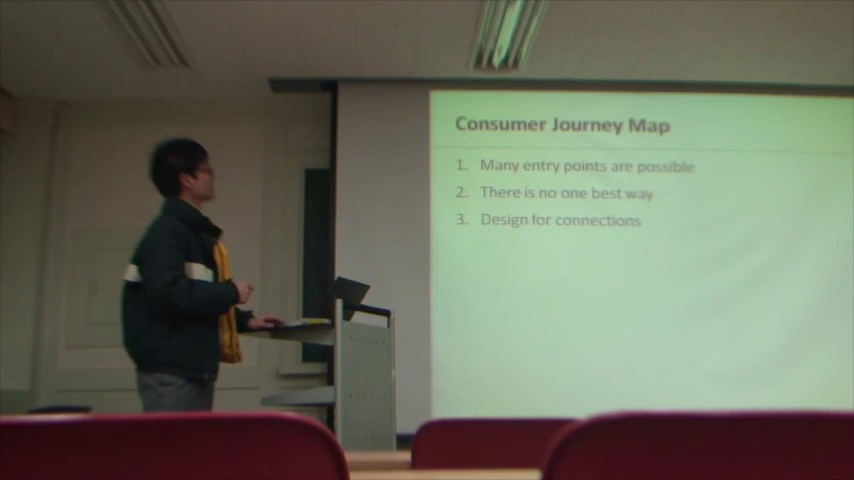 Consumer Journey Map
1. Many entry points are possible
2. There is no one best way
3. Design for connections